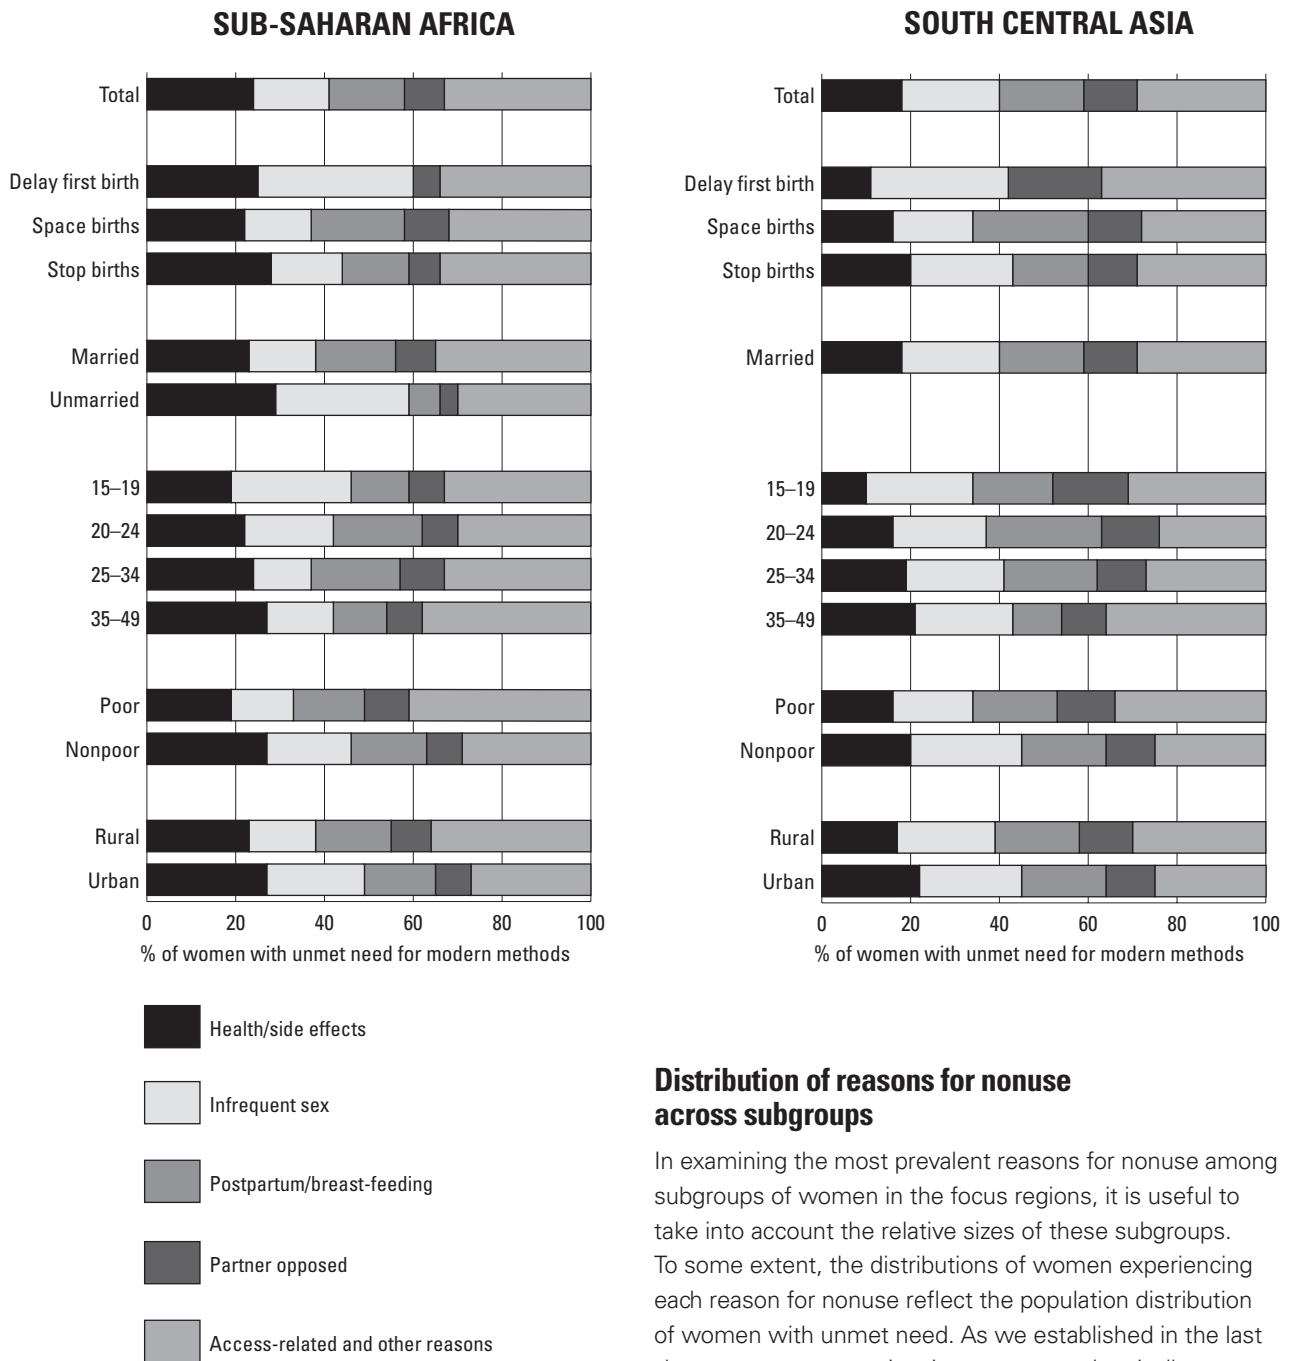 SUB-SAHARAN AFRICA
Total
Delay first birth
Space births
Stop births
Married
Unmarried
15–19
20–24
25–34
35–49
Poor
Nonpoor
Rural
Urban
0 20 40 60 80 100
% of women with unmet need for modern methods
SOUTH CENTRAL ASIA
Total
Delay first birth
Space births
Stop births
Married
15–19
20–24
25–34
35–49
Poor
Nonpoor
Rural
Urban
0 20 40 60 80 100
% of women with unmet need for modern methods
Health/side effects
Infrequent sex
Postpartum/breast-feeding
Partner opposed
Access-related and other reasons
Distribution of reasons for nonuse
across subgroups
In examining the most prevalent reasons for nonuse among
subgroups of women in the focus regions, it is useful to
take into account the relative sizes of these subgroups.
To some extent, the distributions of women experiencing
each reason for nonuse reflect the population distribution
of women with unmet need. As we established in the last